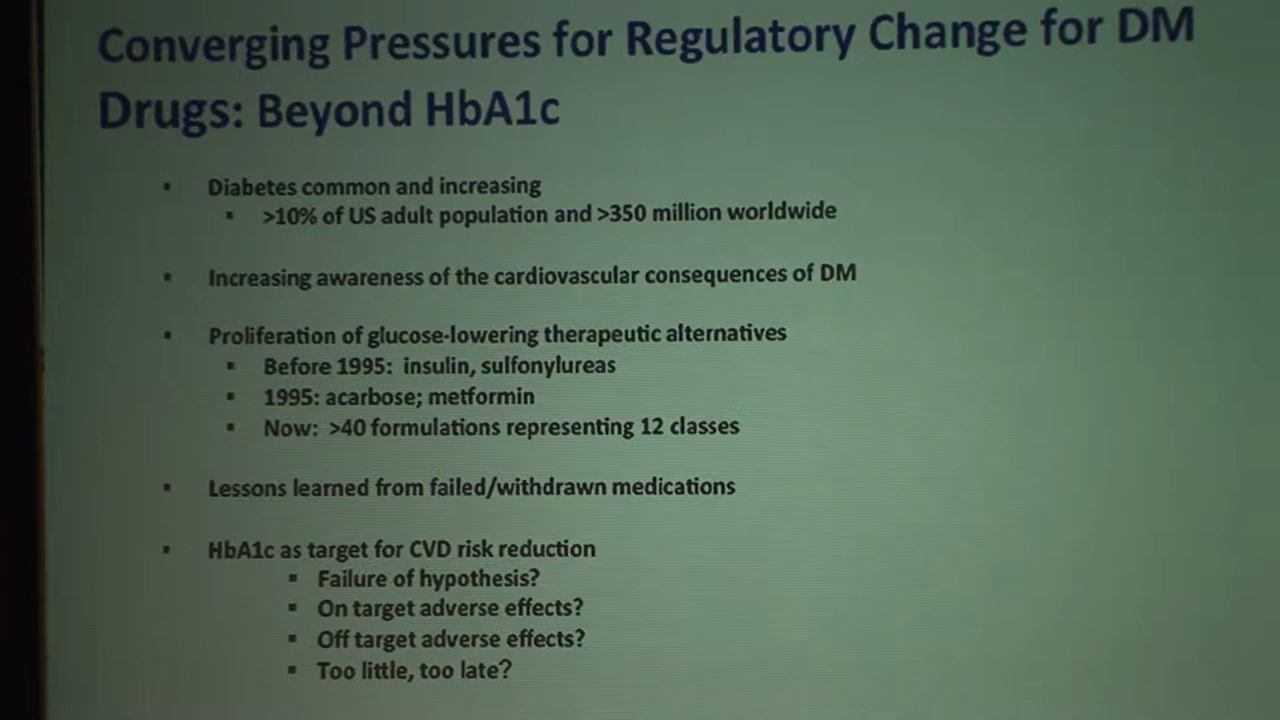 Converging Pressures for Regulatory Change for DM
Drugs: Beyond HbA1c
▪ Diabetes common and increasing
▪ >10% of US adult population and >350 million worldwide
▪ Increasing awareness of the cardiovascular consequences of DM
▪ Proliferation of glucose-lowering therapeutic alternatives
▪ Before 1995: insulin, sulfonylureas
▪ 1995: acarbose; metformin
▪ Now: >40 formulations representing 12 classes
▪ Lessons learned from failed/withdrawn medications
▪ HbA1c as target for CVD risk reduction
▪ Failure of hypothesis?
▪ On target adverse effects?
▪ Off target adverse effects?
▪ Too little, too late?